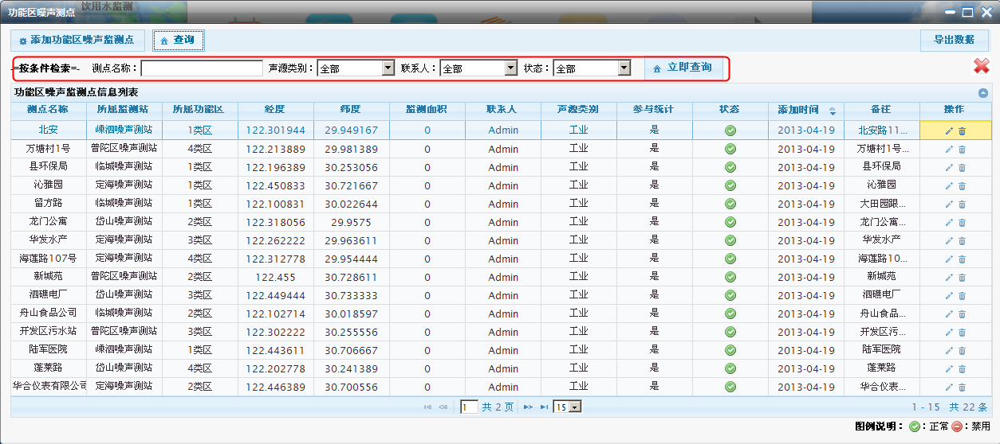 饮用水监测
功能区噪声测点
添加功能区噪声监测点 查询 导出数据
-=按条件检索=- 测点名称： 声源类别： 全部 联系人： 全部 状态： 全部 立即查询
功能区噪声监测点信息列表
测点名称 所属监测站 所属功能区 经度 纬度 监测面积 联系人 声源类别 参与统计 状态 添加时间 备注 操作
北安 嵊泗噪声测站 1类区 122.301944 29.949167 0 Admin 工业 是 2013-04-19 北安路11...
万塘村1号 普陀区噪声测站 4类区 122.213889 29.981389 0 Admin 工业 是 2013-04-19 万塘村1号...
县环保局 临城噪声测站 1类区 122.196389 30.253056 0 Admin 工业 是 2013-04-19 县环保局
沁雅园 定海噪声测站 1类区 122.450833 30.721667 0 Admin 工业 是 2013-04-19 沁雅园
留方路 临城噪声测站 1类区 122.100831 30.022644 0 Admin 工业 是 2013-04-19 大田园跟...
龙门公寓 岱山噪声测站 2类区 122.318056 29.9575 0 Admin 工业 是 2013-04-19 龙门公寓...
华发水产 定海噪声测站 3类区 122.262222 29.963611 0 Admin 工业 是 2013-04-19 华发水产
海莲路107号 定海噪声测站 4类区 122.312778 29.954444 0 Admin 工业 是 2013-04-19 海莲路10...
新城苑 普陀区噪声测站 2类区 122.455 30.728611 0 Admin 工业 是 2013-04-19 新城苑
泗礁电厂 岱山噪声测站 3类区 122.449444 30.733333 0 Admin 工业 是 2013-04-19 泗礁电厂
舟山食品公司 临城噪声测站 2类区 122.102714 30.018597 0 Admin 工业 是 2013-04-19 舟山食品...
开发区污水站 普陀区噪声测站 3类区 122.302222 30.255556 0 Admin 工业 是 2013-04-19 开发区污...
陆军医院 嵊泗噪声测站 1类区 122.443611 30.706667 0 Admin 工业 是 2013-04-19 陆军医院
蓬莱路 岱山噪声测站 4类区 122.202778 30.241389 0 Admin 工业 是 2013-04-19 蓬莱路
华合仪表有限公司 定海噪声测站 2类区 122.446389 30.700556 0 Admin 工业 是 2013-04-19 华合仪表...
1 共 2 页 15 1 - 15 共 22 条
图例说明： ：正常 ：禁用